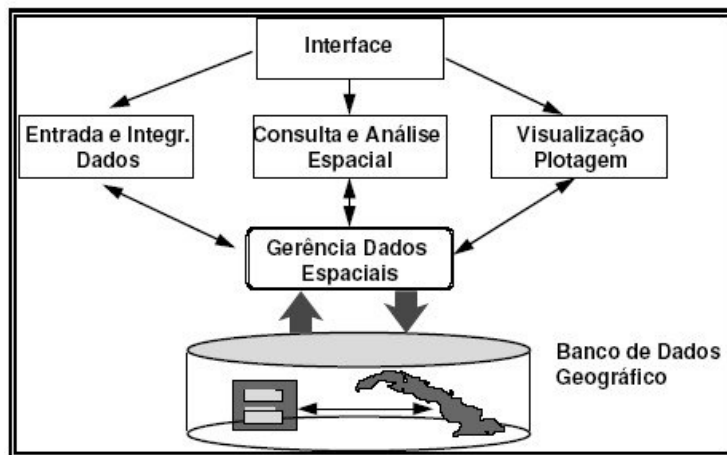 Interface
Entrada e Integr.
Dados
Consulta e Análise
Espacial
Visualização
Plotagem
Gerência Dados
Espaciais
Banco de Dados
Geográfico